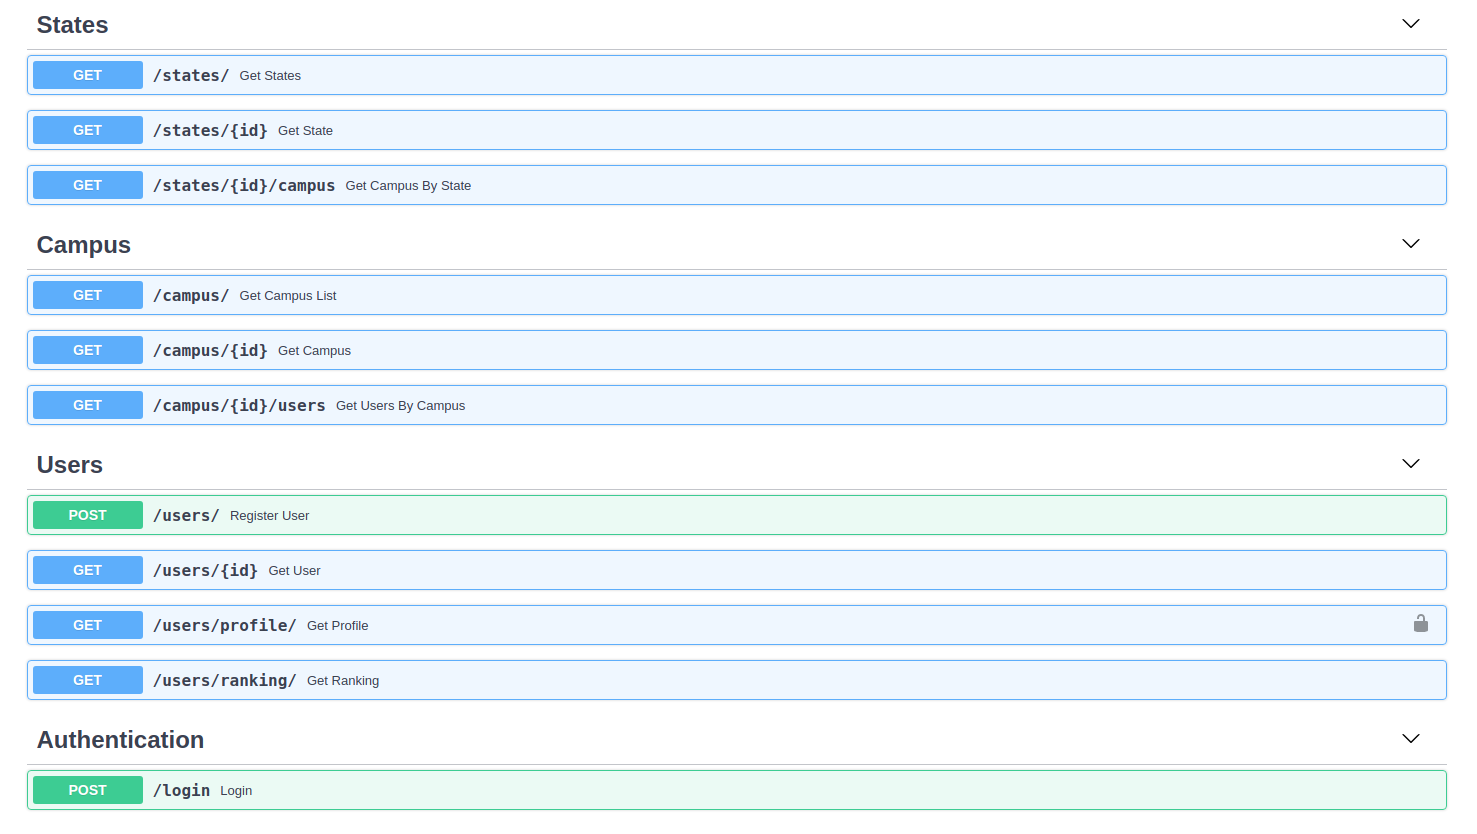 States
GET /states/ Get States
GET /states/{id} Get State
GET /states/{id}/campus Get Campus By State
Campus
GET /campus/ Get Campus List
GET /campus/{id} Get Campus
GET /campus/{id}/users Get Users By Campus
Users
POST /users/ Register User
GET /users/{id} Get User
GET /users/profile/ Get Profile
GET /users/ranking/ Get Ranking
Authentication
POST /login Login